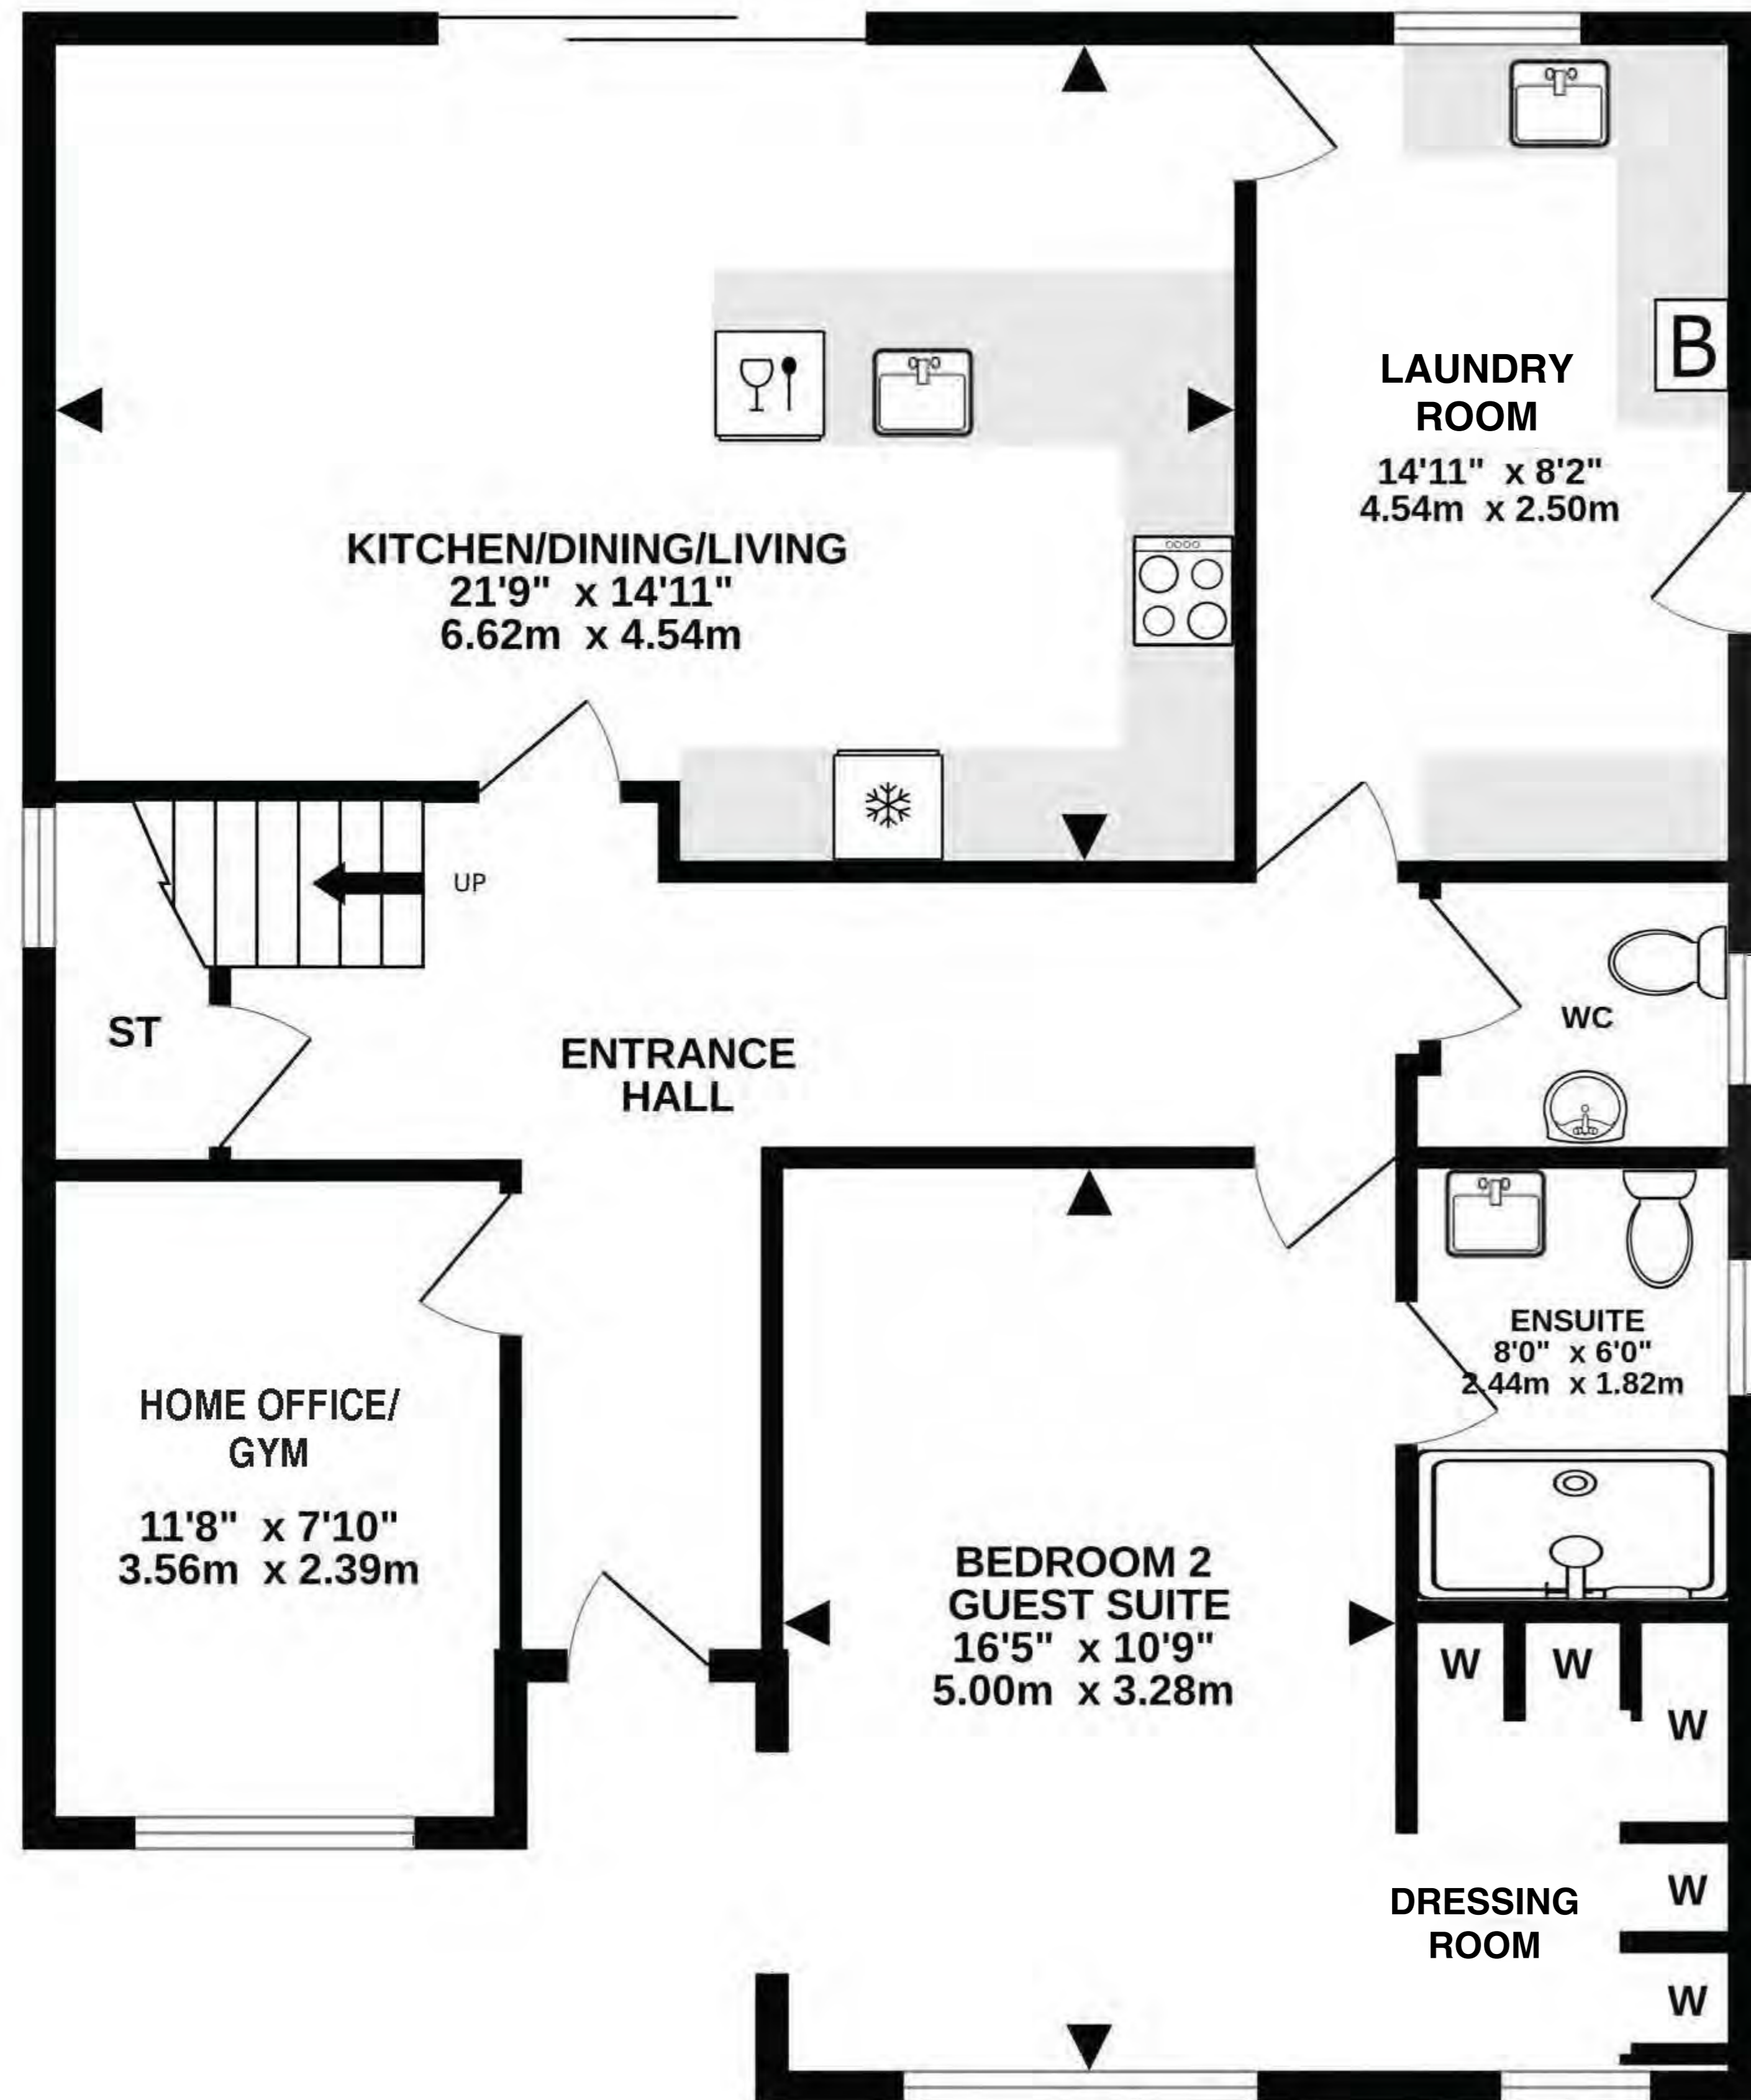 LAUNDRY
ROOM
14'11" x 8'2"
4.54m x 2.50m
B
KITCHEN/DINING/LIVING
21'9" x 14'11"
6.62m x 4.54m
UP
ST
ENTRANCE
HALL
WC
ENSUITE
8'0" x 6'0"
2.44m x 1.82m
HOME OFFICE/
GYM
11'8" x 7'10"
3.56m x 2.39m
BEDROOM 2
GUEST SUITE
16'5" x 10'9"
5.00m x 3.28m
W
W
W
DRESSING
ROOM
W
W